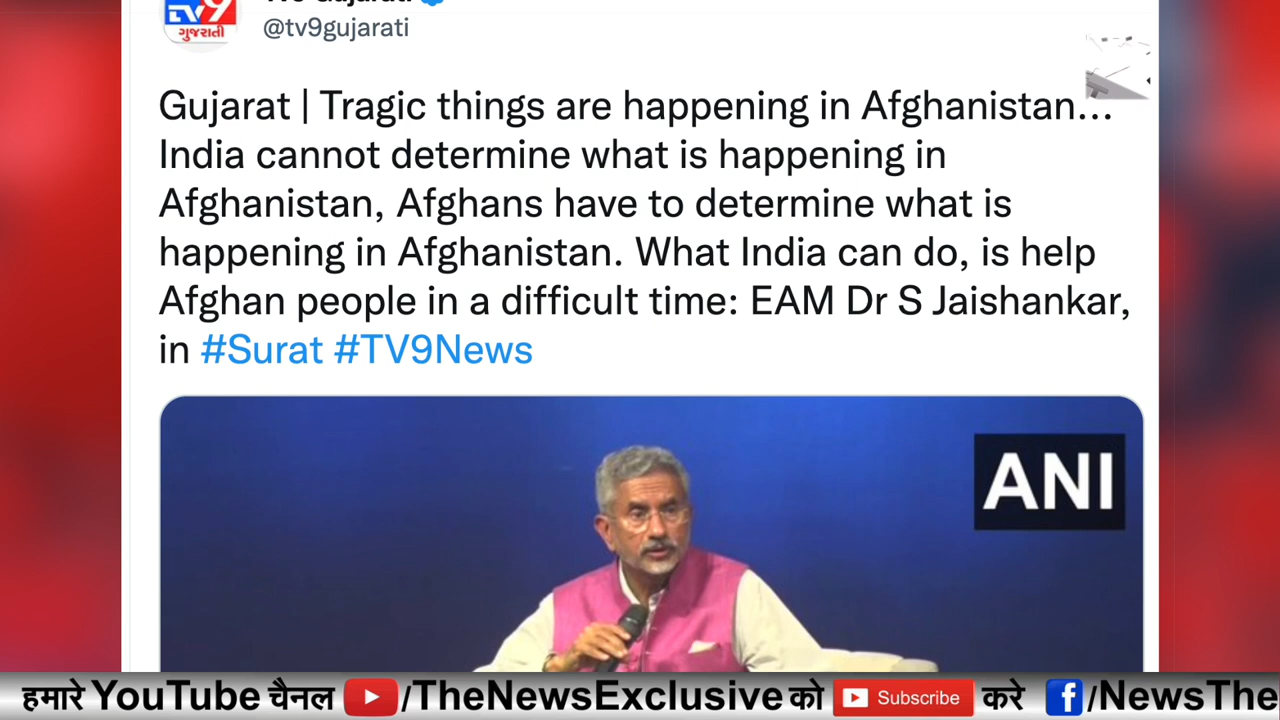 TV9
ગુજરાતી
@tv9gujarati
Gujarat | Tragic things are happening in Afghanistan...
India cannot determine what is happening in
Afghanistan, Afghans have to determine what is
happening in Afghanistan. What India can do, is help
Afghan people in a difficult time: EAM Dr S Jaishankar,
in #Surat #TV9News
ANI
हमारे YouTube चैनल /TheNewsExclusive को Subscribe करे f/NewsThe